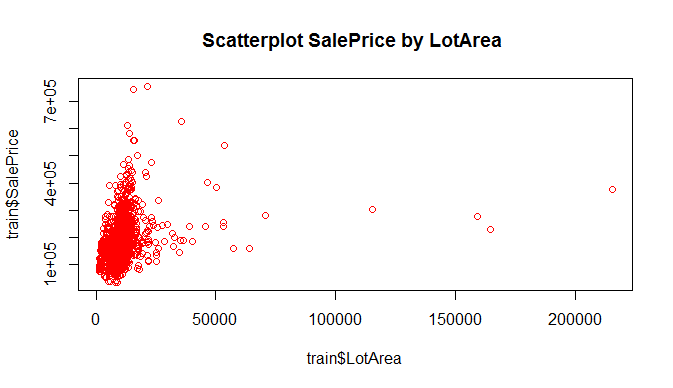 Scatterplot SalePrice by LotArea
train$SalePrice
7e+05
4e+05
1e+05
0 50000 100000 150000 200000
train$LotArea